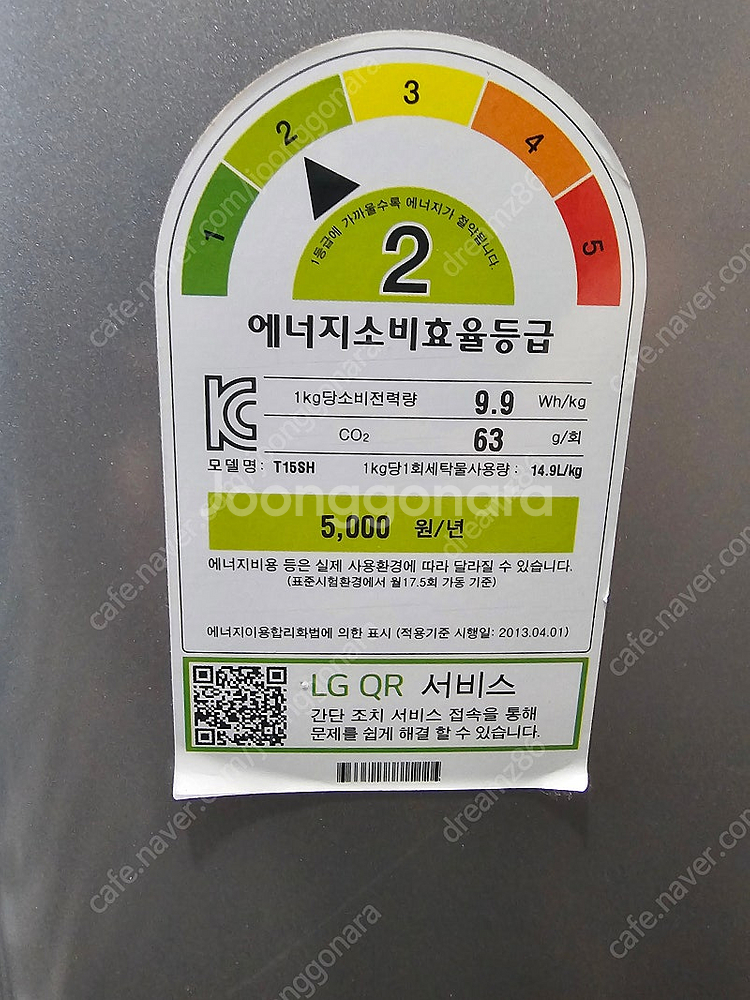 1
2
3
4
5
1등급에 가까울수록 에너지가 절약됩니다.
2
에너지소비효율등급
1kg당소비전력량 9.9 Wh/kg
CO₂ 63 g/회
모델명: T15SH 1kg당1회세탁물사용량: 14.9L/kg
5,000 원/년
에너지비용 등은 실제 사용환경에 따라 달라질 수 있습니다.
(표준시험환경에서 월17.5회 가동 기준)
에너지이용합리화법에 의한 표시 (적용기준 시행일: 2013.04.01)
LG QR 서비스
간단 조치 서비스 접속을 통해
문제를 쉽게 해결 할 수 있습니다.
Joonggonara
cafe.naver.com/joonggonara
dreamz86